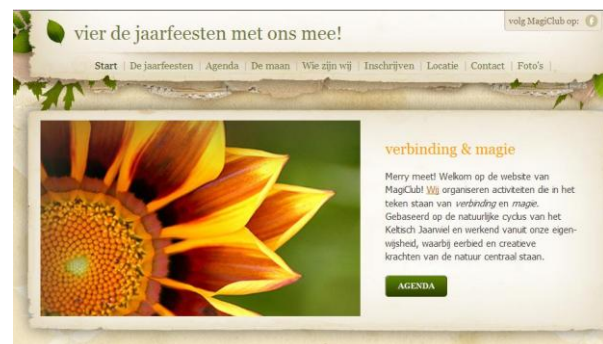 volg MagiClub op:
vier de jaarfeesten met ons mee!
Start | De jaarfeesten | Agenda | De maan | Wie zijn wij | Inschrijven | Locatie | Contact | Foto's |
verbinding & magie
Merry meet! Welkom op de website van
MagiClub! Wij organiseren activiteiten die in het
teken staan van verbinding en magie.
Gebaseerd op de natuurlijke cyclus van het
Keltisch Jaarwiel en werkend vanuit onze eigen-
wijsheid, waarbij eerbied en creatieve
krachten van de natuur centraal staan.
AGENDA